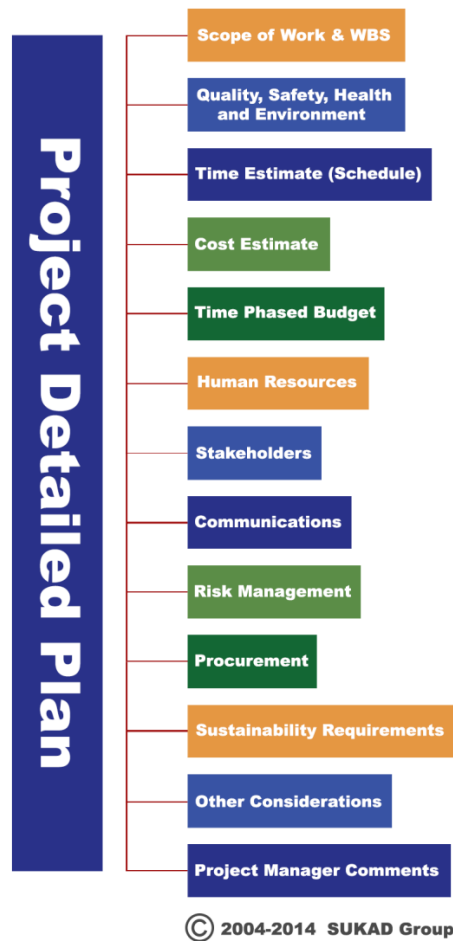 Project Detailed Plan
Scope of Work & WBS
Quality, Safety, Health
and Environment
Time Estimate (Schedule)
Cost Estimate
Time Phased Budget
Human Resources
Stakeholders
Communications
Risk Management
Procurement
Sustainability Requirements
Other Considerations
Project Manager Comments
© 2004-2014 SUKAD Group